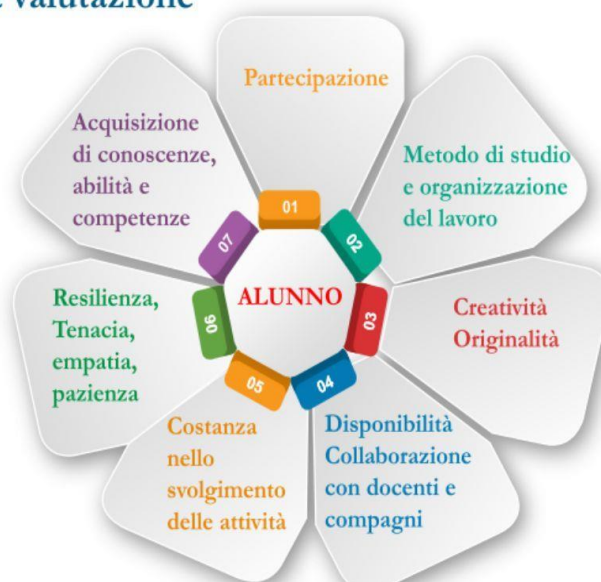 valutazione
Partecipazione
01
Metodo di studio
e organizzazione
del lavoro
02
Creatività
Originalità
03
Disponibilità
Collaborazione
con docenti e
compagni
04
Costanza
nello
svolgimento
delle attività
05
Resilienza,
Tenacia,
empatia,
pazienza
06
Acquisizione
di conoscenze,
abilità e
competenze
07
ALUNNO